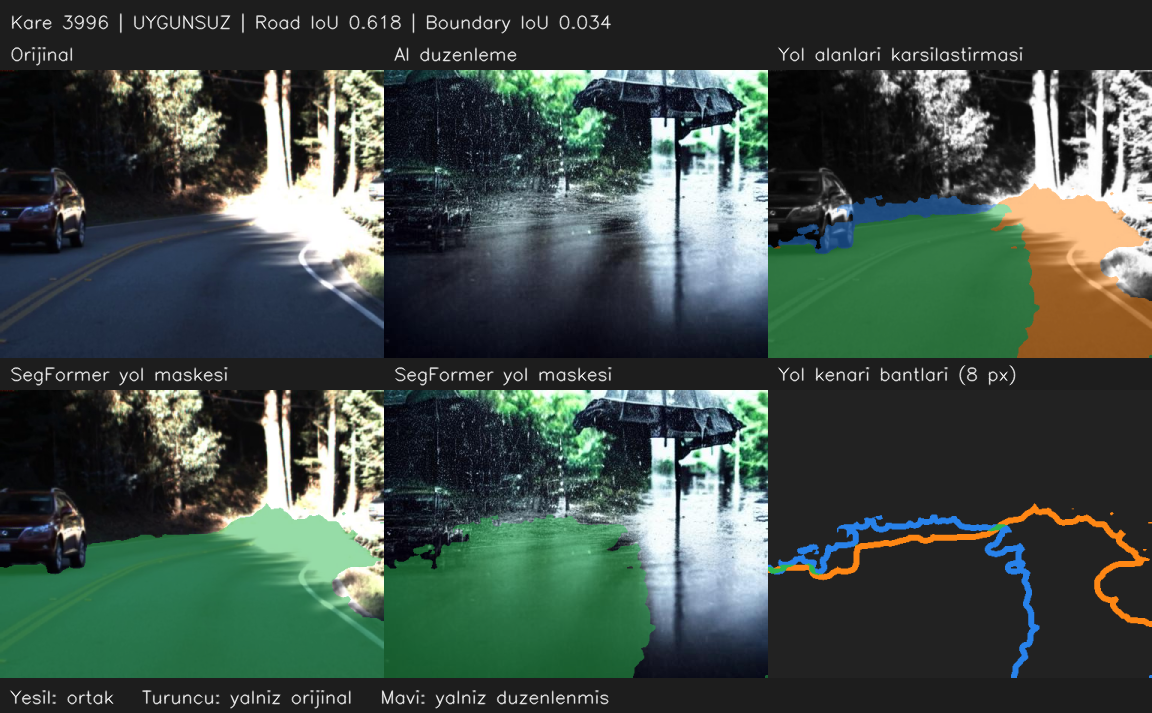 Kare 3996 | UYGUNSUZ | Road IoU 0.618 | Boundary IoU 0.034
Orijinal
AI duzenleme
Yol alanlari karsilastirmasi
SegFormer yol maskesi
SegFormer yol maskesi
Yol kenari bantlari (8 px)
Yesil: ortak Turuncu: yalniz orijinal Mavi: yalniz duzenlenmis